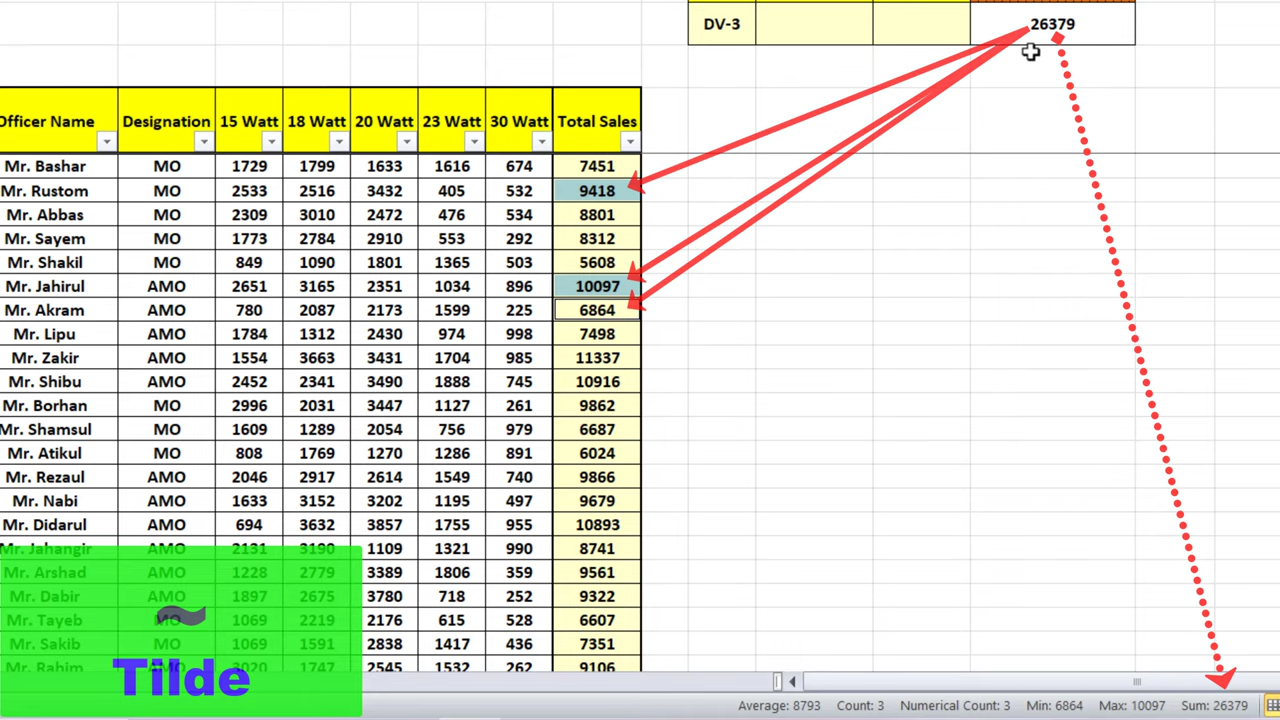 DV-3 26379
Officer Name Designation 15 Watt 18 Watt 20 Watt 23 Watt 30 Watt Total Sales
Mr. Bashar MO 1729 1799 1633 1616 674 7451
Mr. Rustom MO 2533 2516 3432 405 532 9418
Mr. Abbas MO 2309 3010 2472 476 534 8801
Mr. Sayem MO 1773 2784 2910 553 292 8312
Mr. Shakil MO 849 1090 1801 1365 503 5608
Mr. Jahirul AMO 2651 3165 2351 1034 896 10097
Mr. Akram AMO 780 2087 2173 1599 225 6864
Mr. Lipu AMO 1784 1312 2430 974 998 7498
Mr. Zakir AMO 1554 3663 3431 1704 985 11337
Mr. Shibu AMO 2452 2341 3490 1888 745 10916
Mr. Borhan MO 2996 2031 3447 1127 261 9862
Mr. Shamsul MO 1609 1289 2054 756 979 6687
Mr. Atikul MO 808 1769 1270 1286 891 6024
Mr. Rezaul AMO 2046 2917 2614 1549 740 9866
Mr. Nabi AMO 1633 3152 3202 1195 497 9679
Mr. Didarul AMO 694 3632 3857 1755 955 10893
Mr. Jahangir AMO 2131 3190 1109 1321 990 8741
Mr. Arshad AMO 1228 2779 3389 1806 359 9561
Mr. Dabir AMO 1897 2675 3780 718 252 9322
Mr. Tayeb MO 1069 2219 2176 615 528 6607
Mr. Sakib MO 1069 1591 2838 1417 436 7351
Mr. Rahim 3020 1747 2545 1532 262 9106
~
Tilde
Average: 8793 Count: 3 Numerical Count: 3 Min: 6864 Max: 10097 Sum: 26379